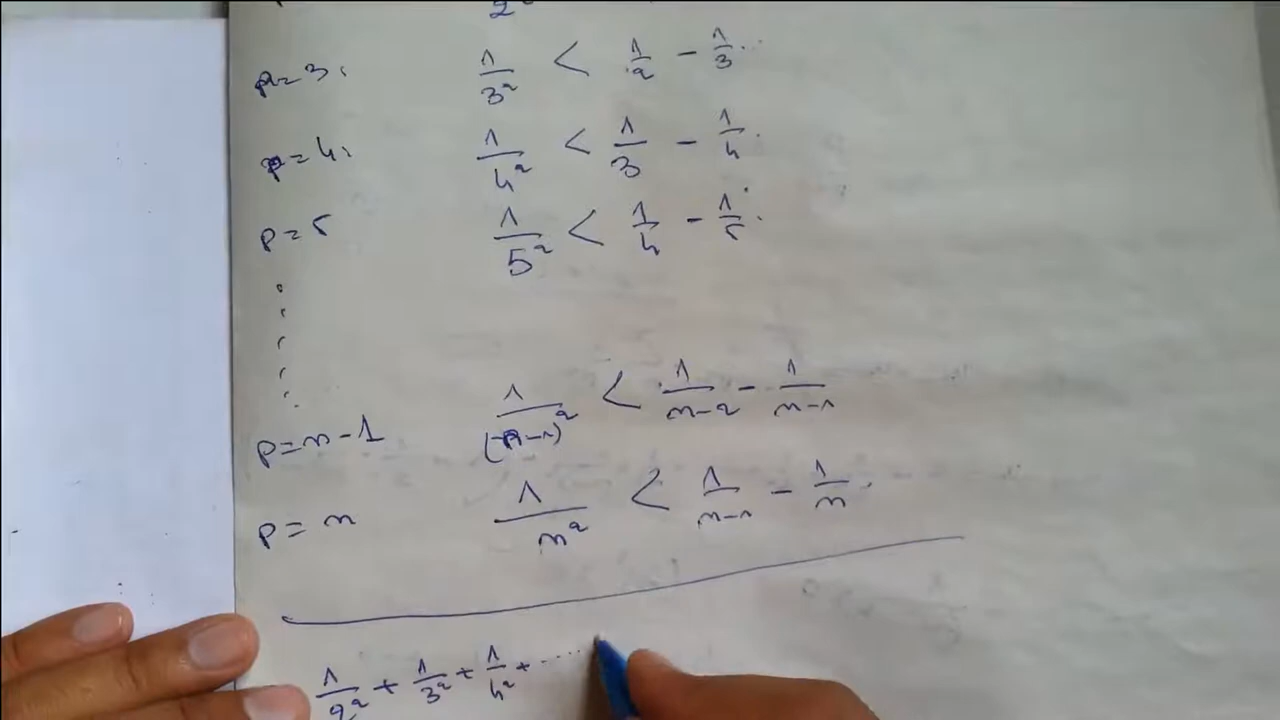 p=3: 1/3² < 1/2 - 1/3
p=4: 1/4² < 1/3 - 1/4
p=5 1/5² < 1/4 - 1/5
p=n-1 1/(n-1)² < 1/n-2 - 1/n-1
p=n 1/n² < 1/n-1 - 1/n
1/2² + 1/3² + 1/4² + .....